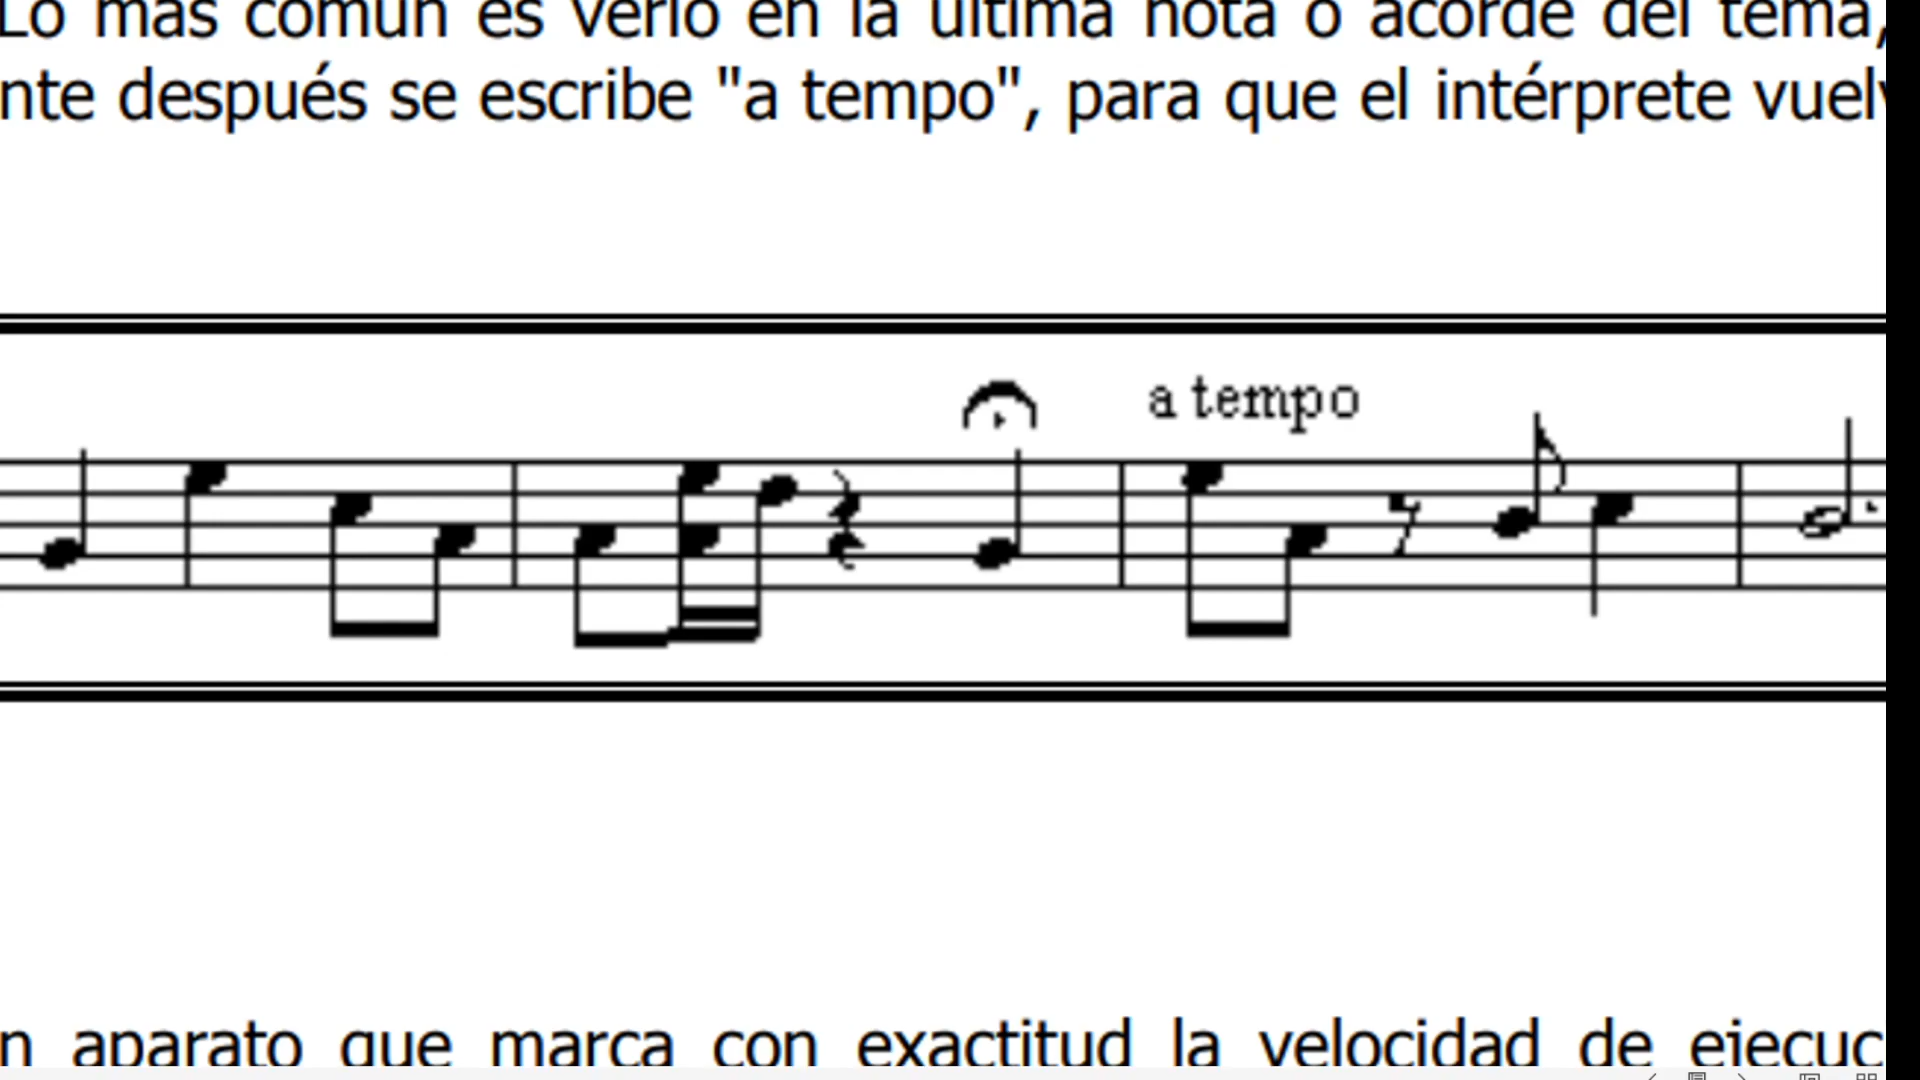 Lo más común es verlo en la última nota o acorde del tema,
nte después se escribe "a tempo", para que el intérprete vuelv
a tempo
n aparato que marca con exactitud la velocidad de ejecuc